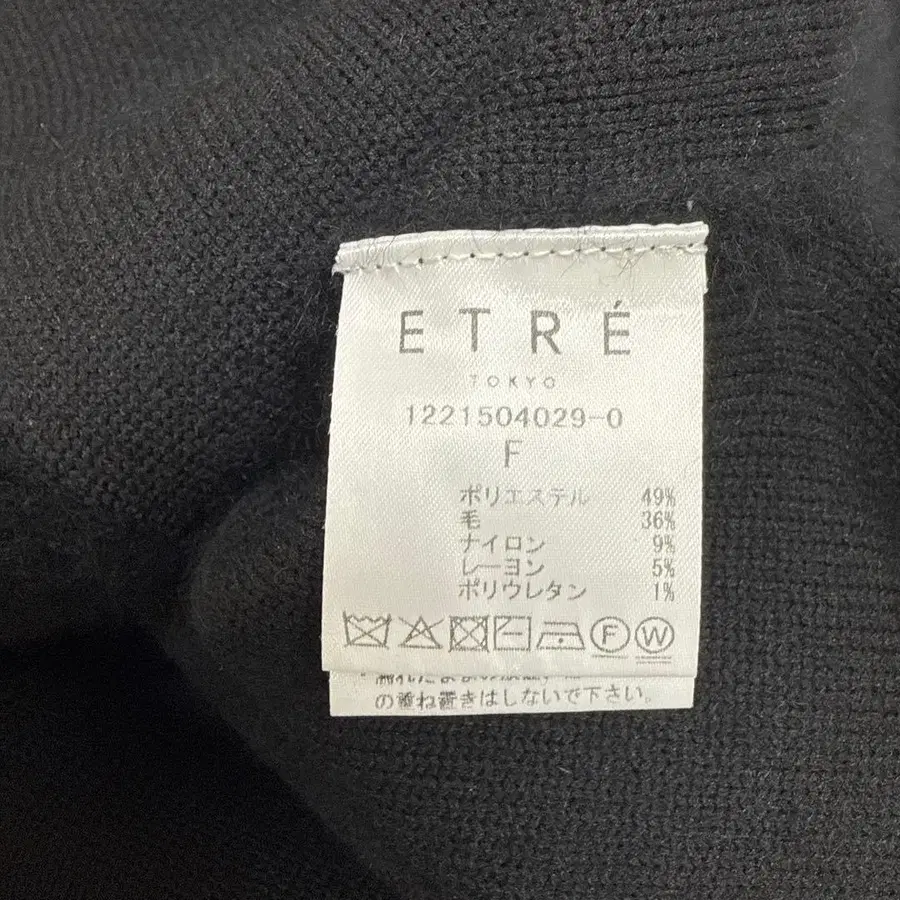 ETRÉ
TOKYO
1221504029-0
F
ポリエステル 49%
毛 36%
ナイロン 9%
レーヨン 5%
ポリウレタン 1%
F W
の重ね置きはしないで下さい。